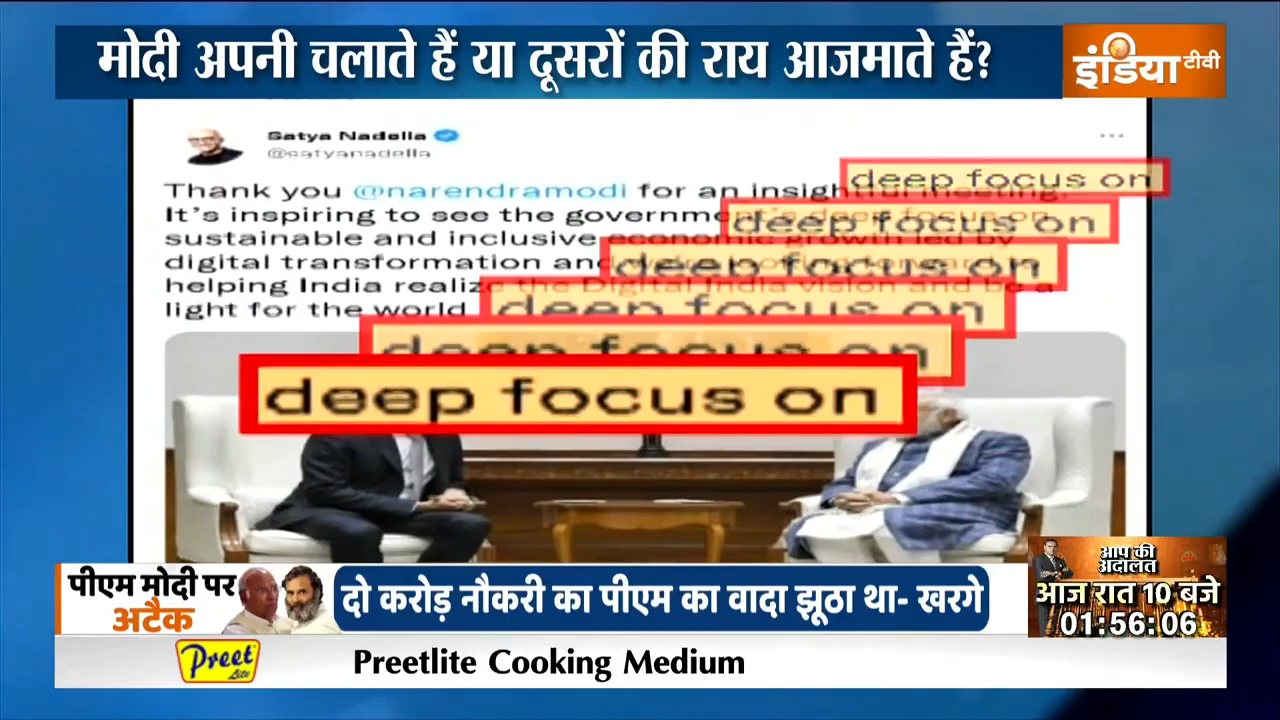 मोदी अपनी चलाते हैं या दूसरों की राय आजमाते हैं?
इंडिया टीवी
Satya Nadella
@satyanadella
Thank you @narendramodi for an insightful meeting.
It's inspiring to see the government's deep focus on
sustainable and inclusive economic growth led by
digital transformation and
helping India realize the Digital India vision and be a
light for the world
deep focus on
deep focus on
deep focus on
deep focus on
deep focus on
deep focus on
पीएम मोदी पर
अटैक
दो करोड़ नौकरी का पीएम का वादा झूठा था- खरगे
आप की
अदालत
आज रात 10 बजे
01:56:06
Preet
Lite
Preetlite Cooking Medium